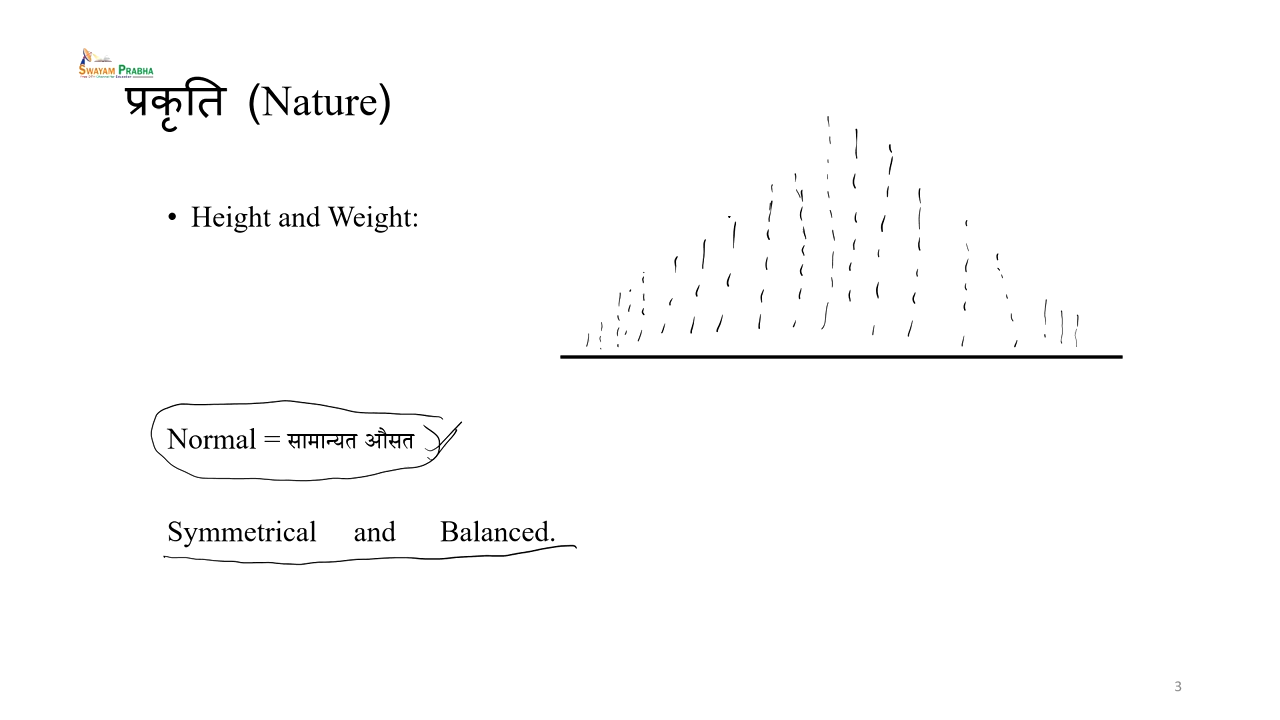 SWAYAM PRABHA
प्रकृति (Nature)
• Height and Weight:
Normal = सामान्यत औसत
Symmetrical and Balanced.
3